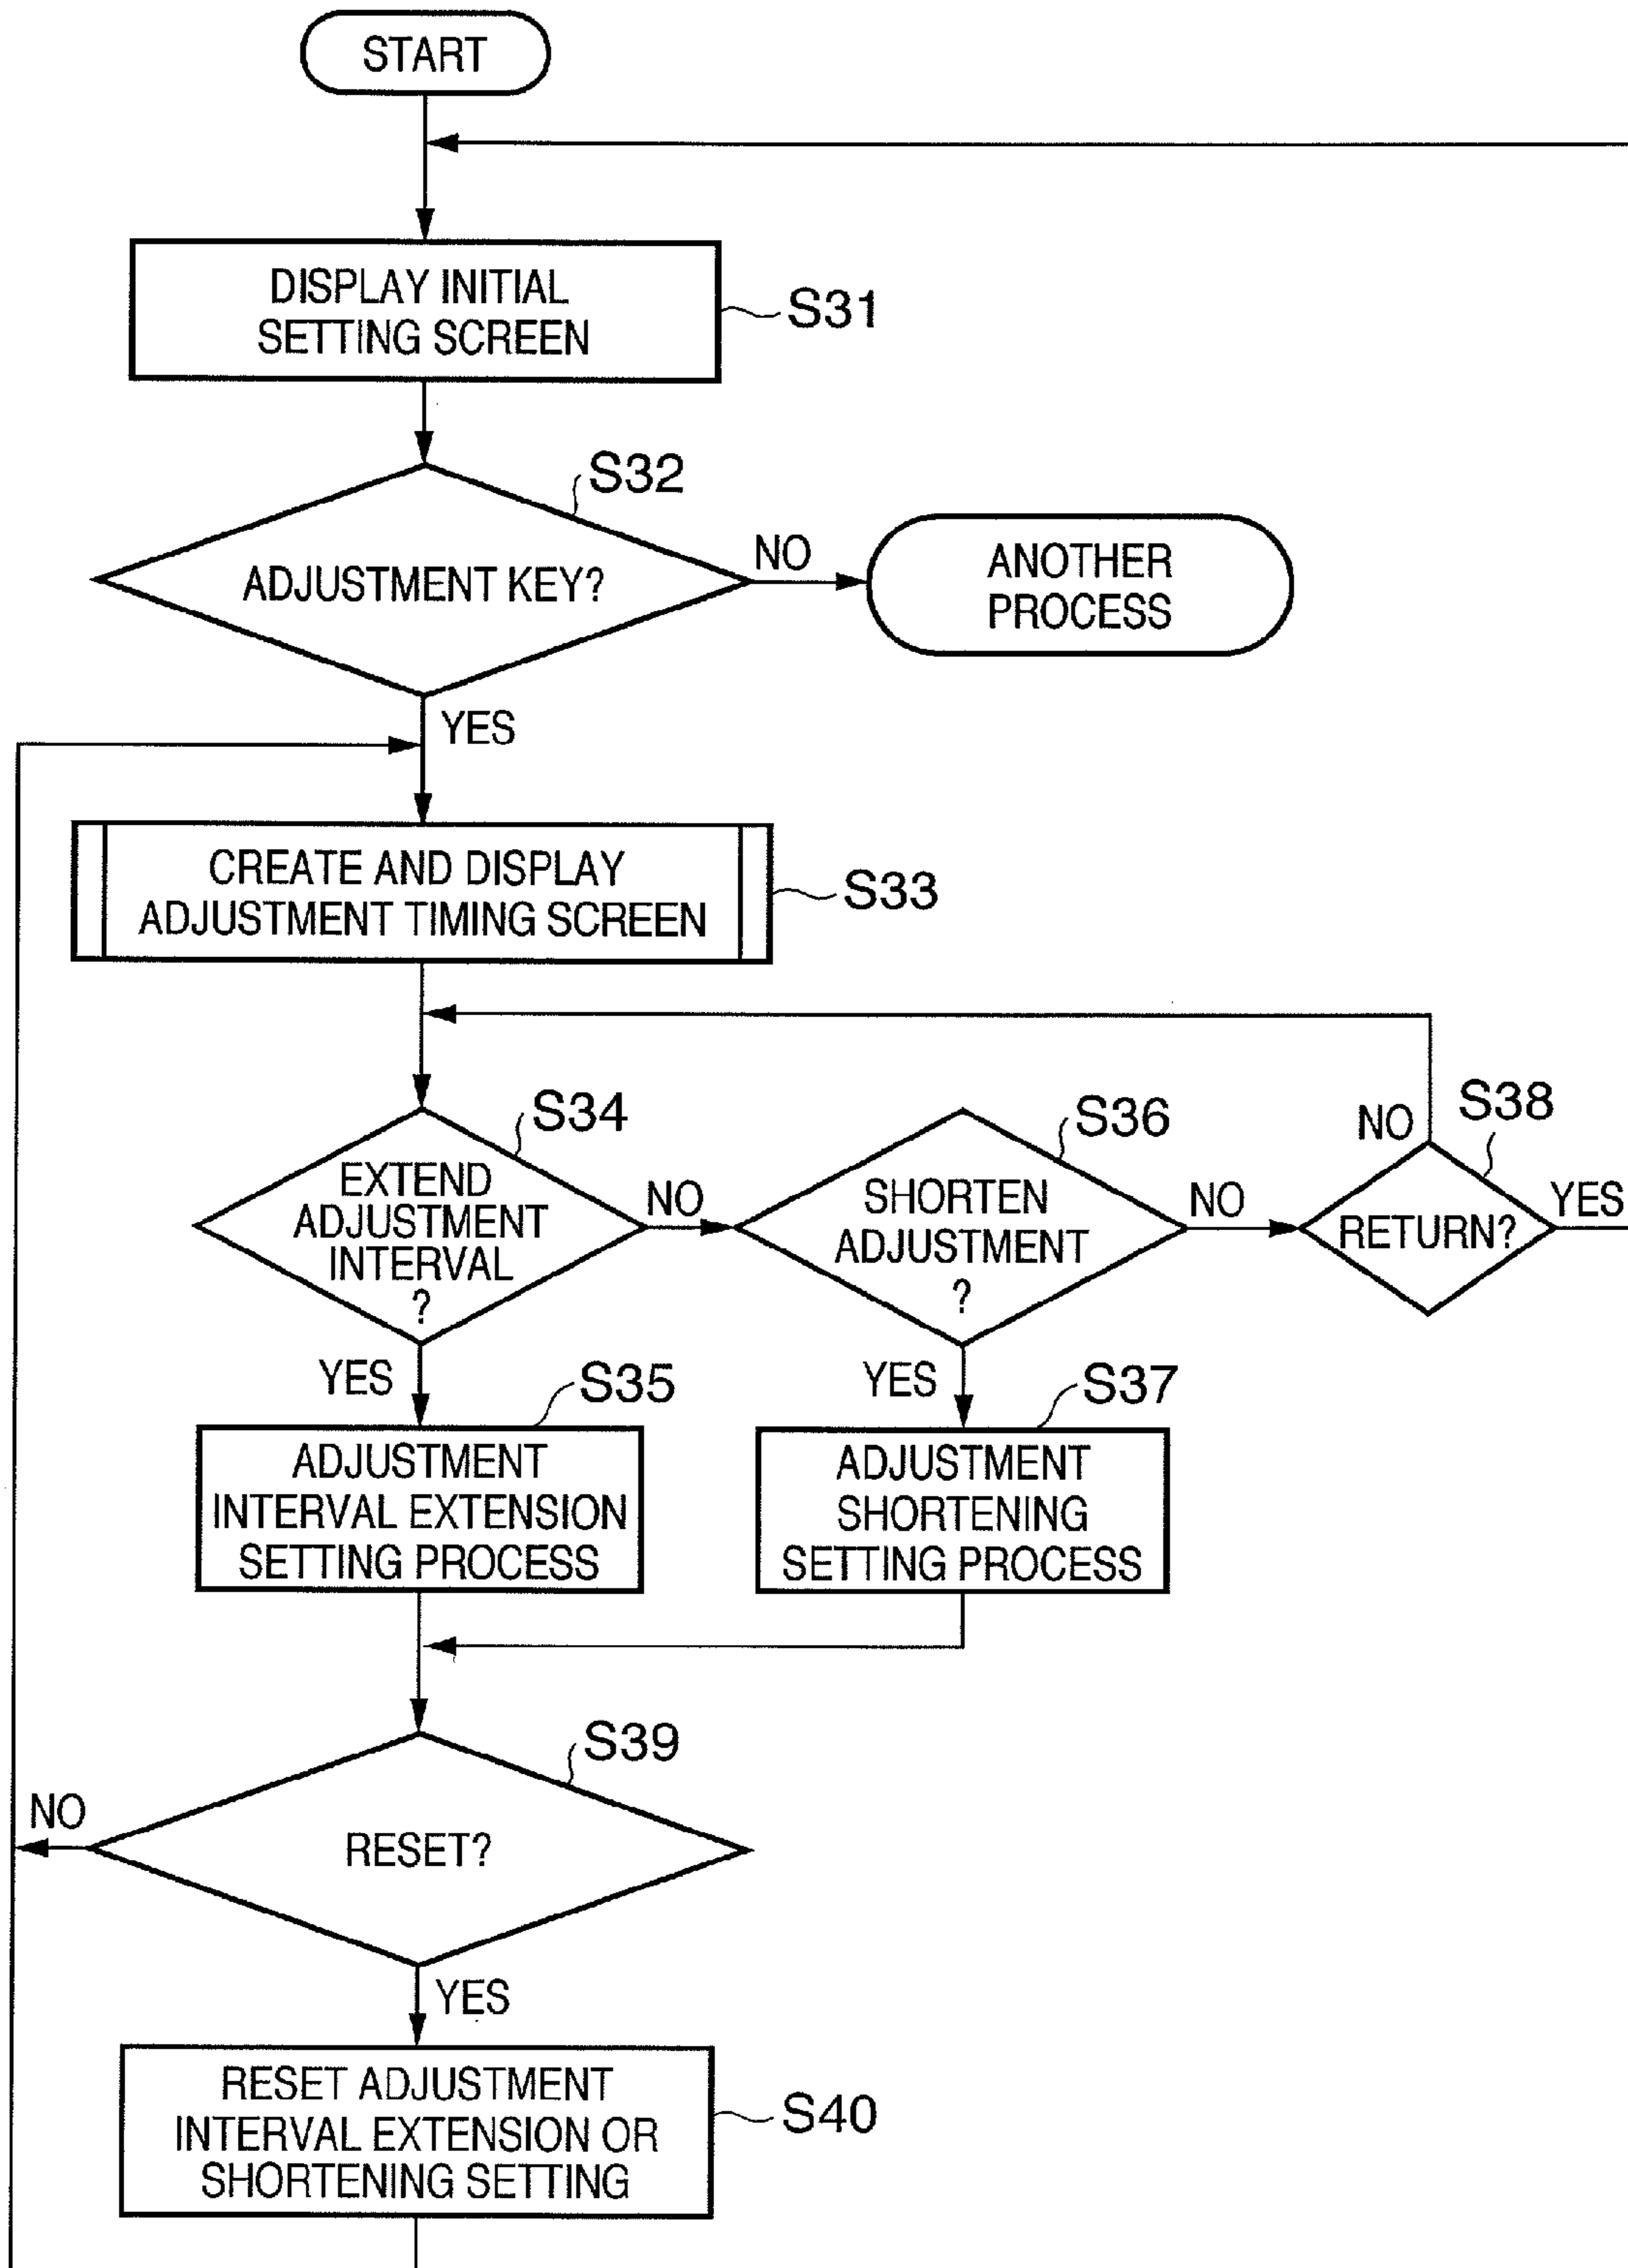 START
DISPLAY INITIAL
SETTING SCREEN
S31
S32
ADJUSTMENT KEY?
NO
ANOTHER
PROCESS
YES
CREATE AND DISPLAY
ADJUSTMENT TIMING SCREEN
S33
S34
EXTEND
ADJUSTMENT
INTERVAL
?
NO
S36
SHORTEN
ADJUSTMENT
?
NO
S38
NO
RETURN?
YES
YES
S35
ADJUSTMENT
INTERVAL EXTENSION
SETTING PROCESS
YES
S37
ADJUSTMENT
SHORTENING
SETTING PROCESS
S39
NO
RESET?
YES
RESET ADJUSTMENT
INTERVAL EXTENSION OR
SHORTENING SETTING
S40